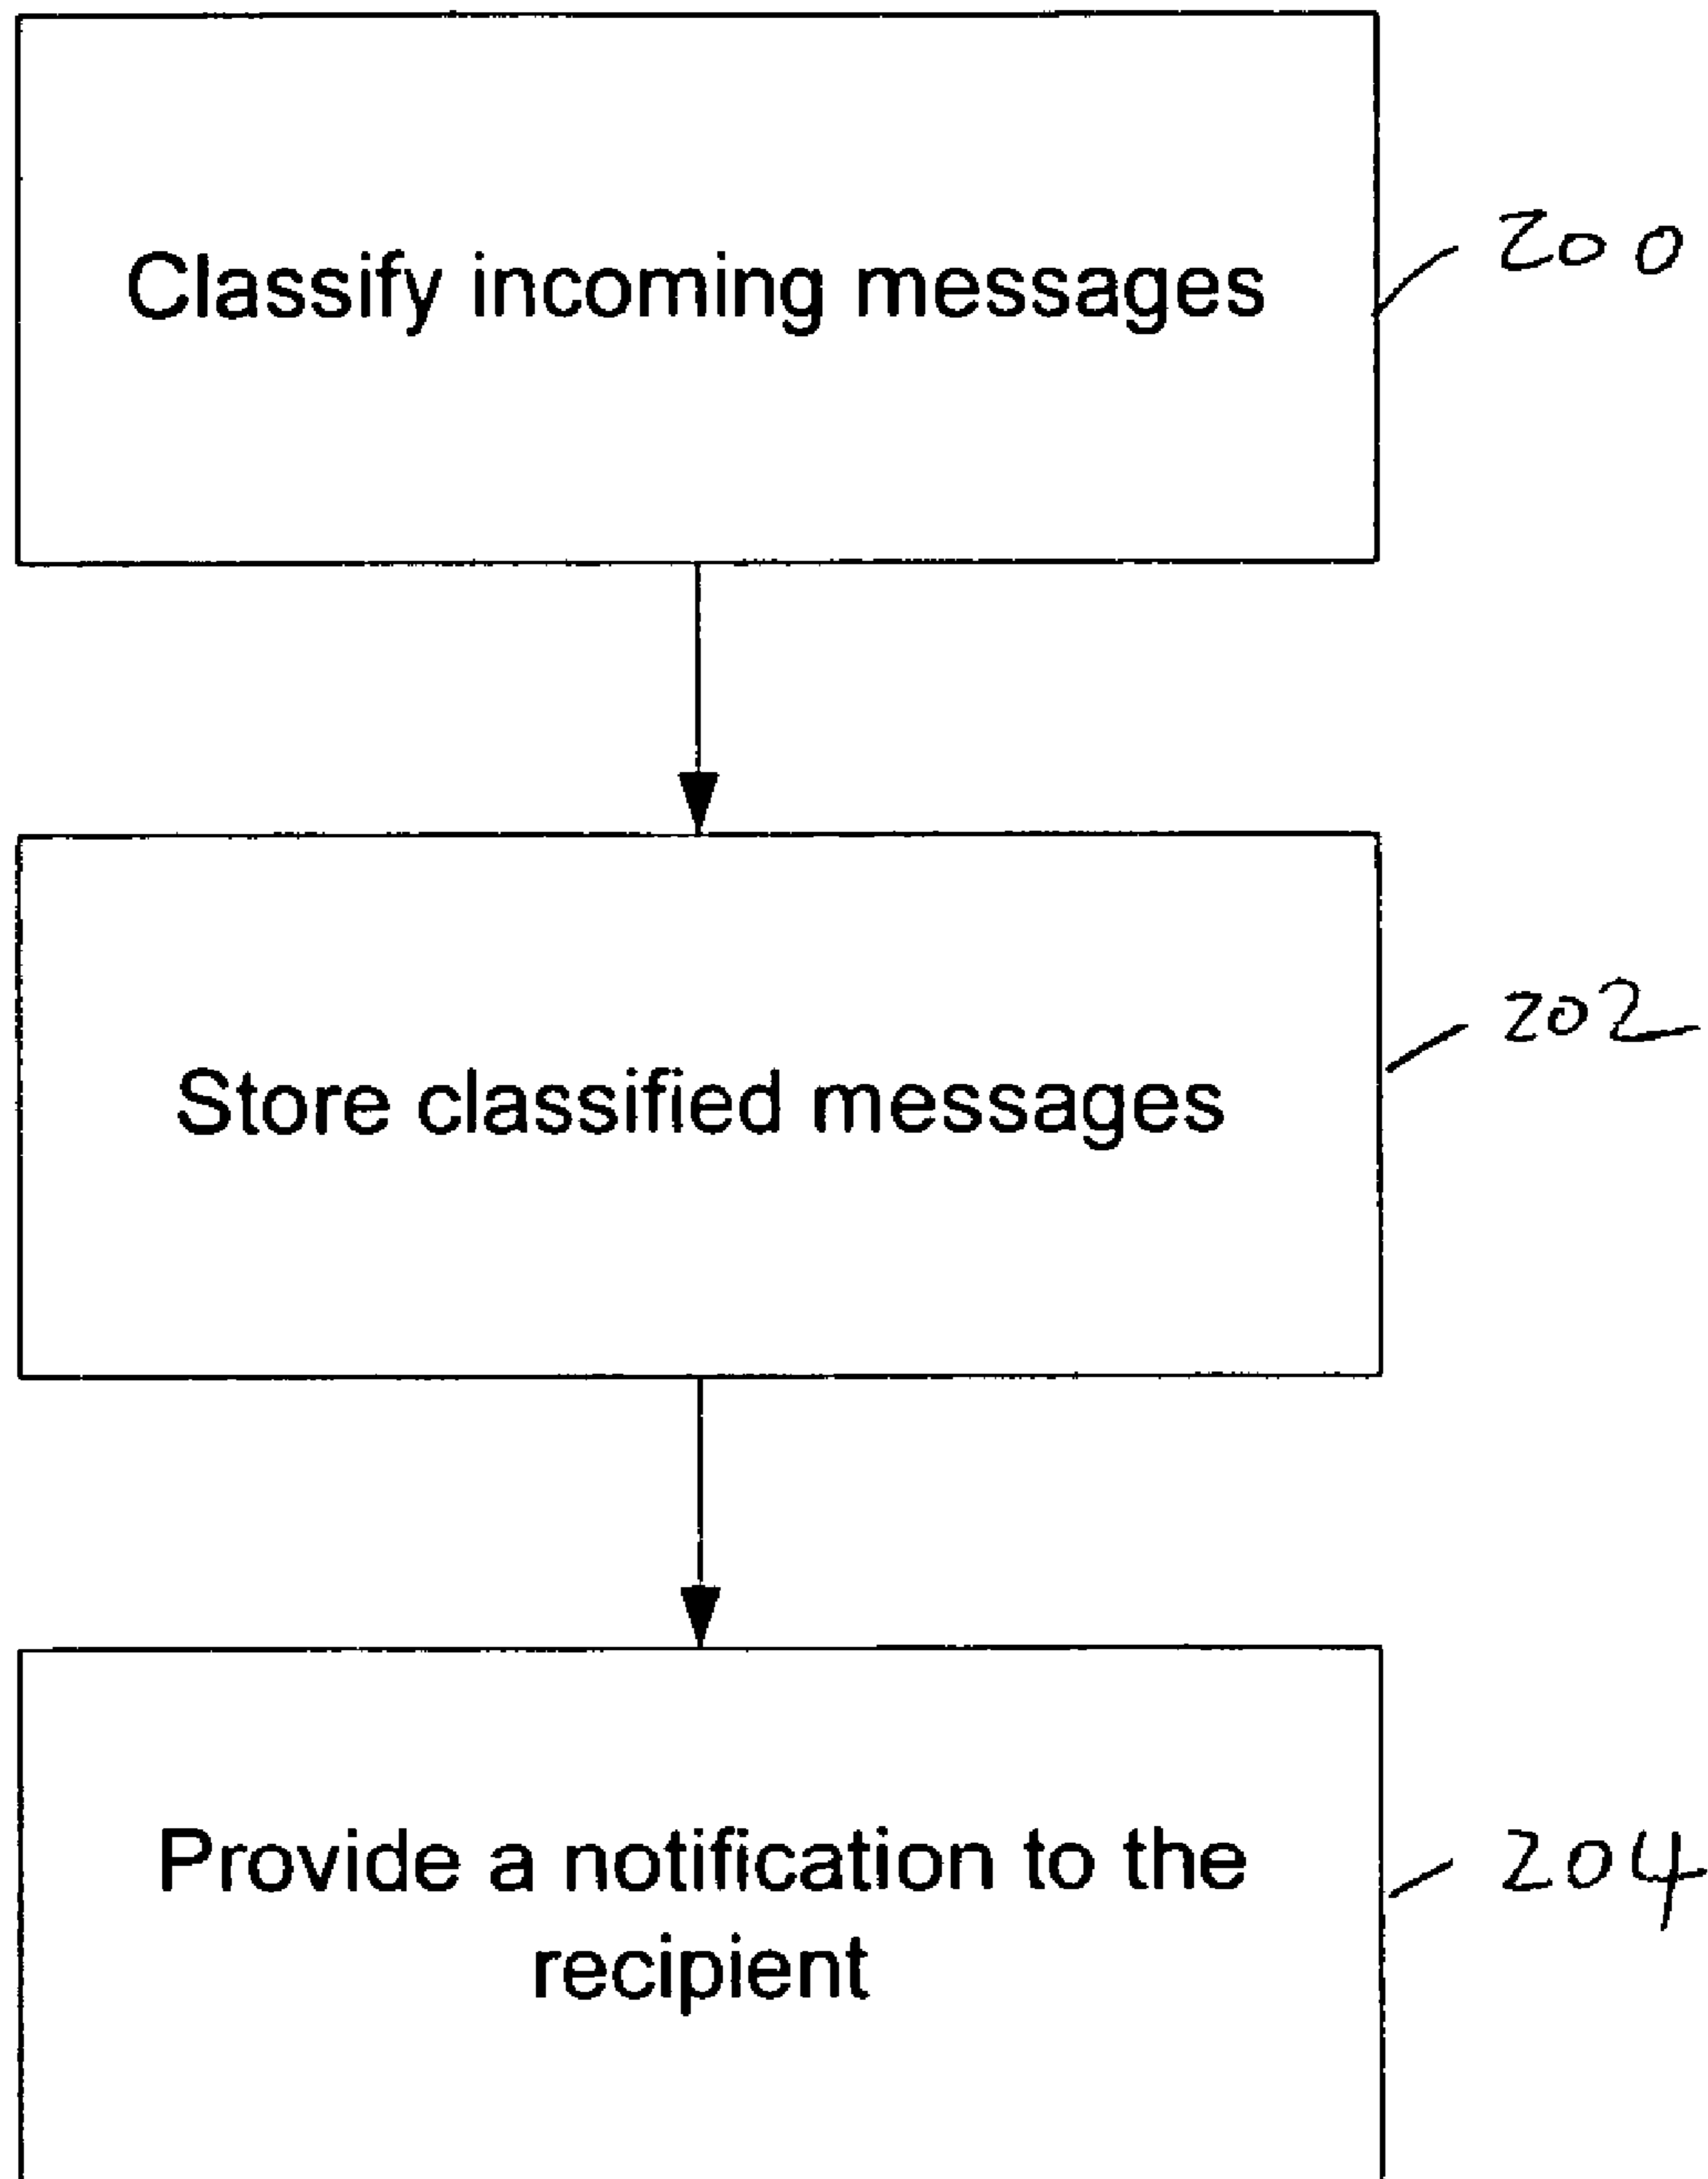 Classify incoming messages
200
Store classified messages
202
Provide a notification to the
recipient
204